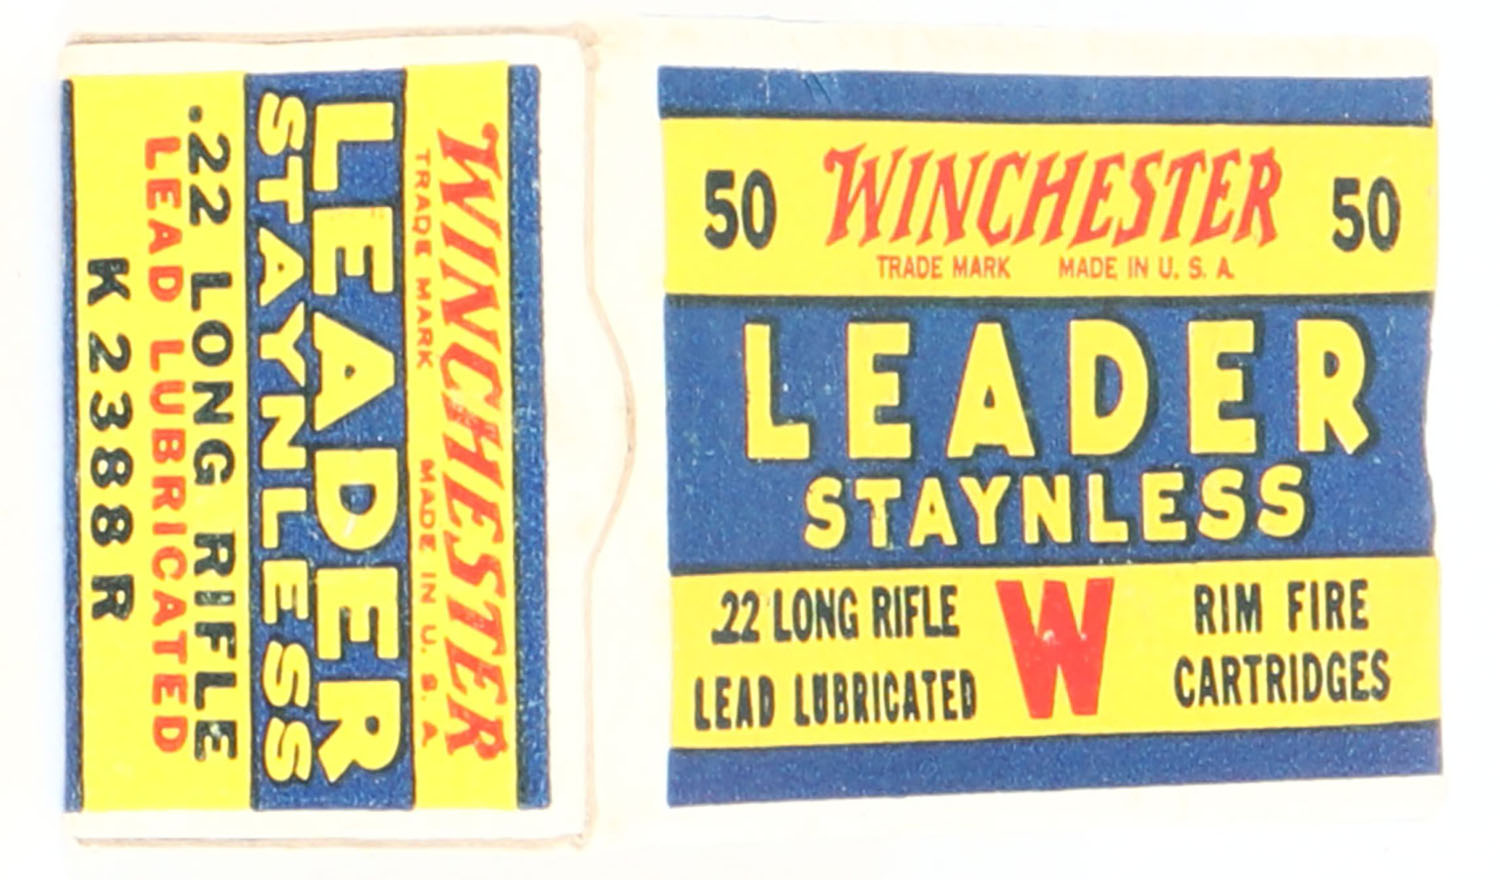 WINCHESTER
TRADE MARK MADE IN U. S. A.
LEADER
STAYNLESS
.22 LONG RIFLE
LEAD LUBRICATED
K2388R
50 WINCHESTER 50
TRADE MARK MADE IN U. S. A.
LEADER
STAYNLESS
.22 LONG RIFLE W RIM FIRE
LEAD LUBRICATED CARTRIDGES